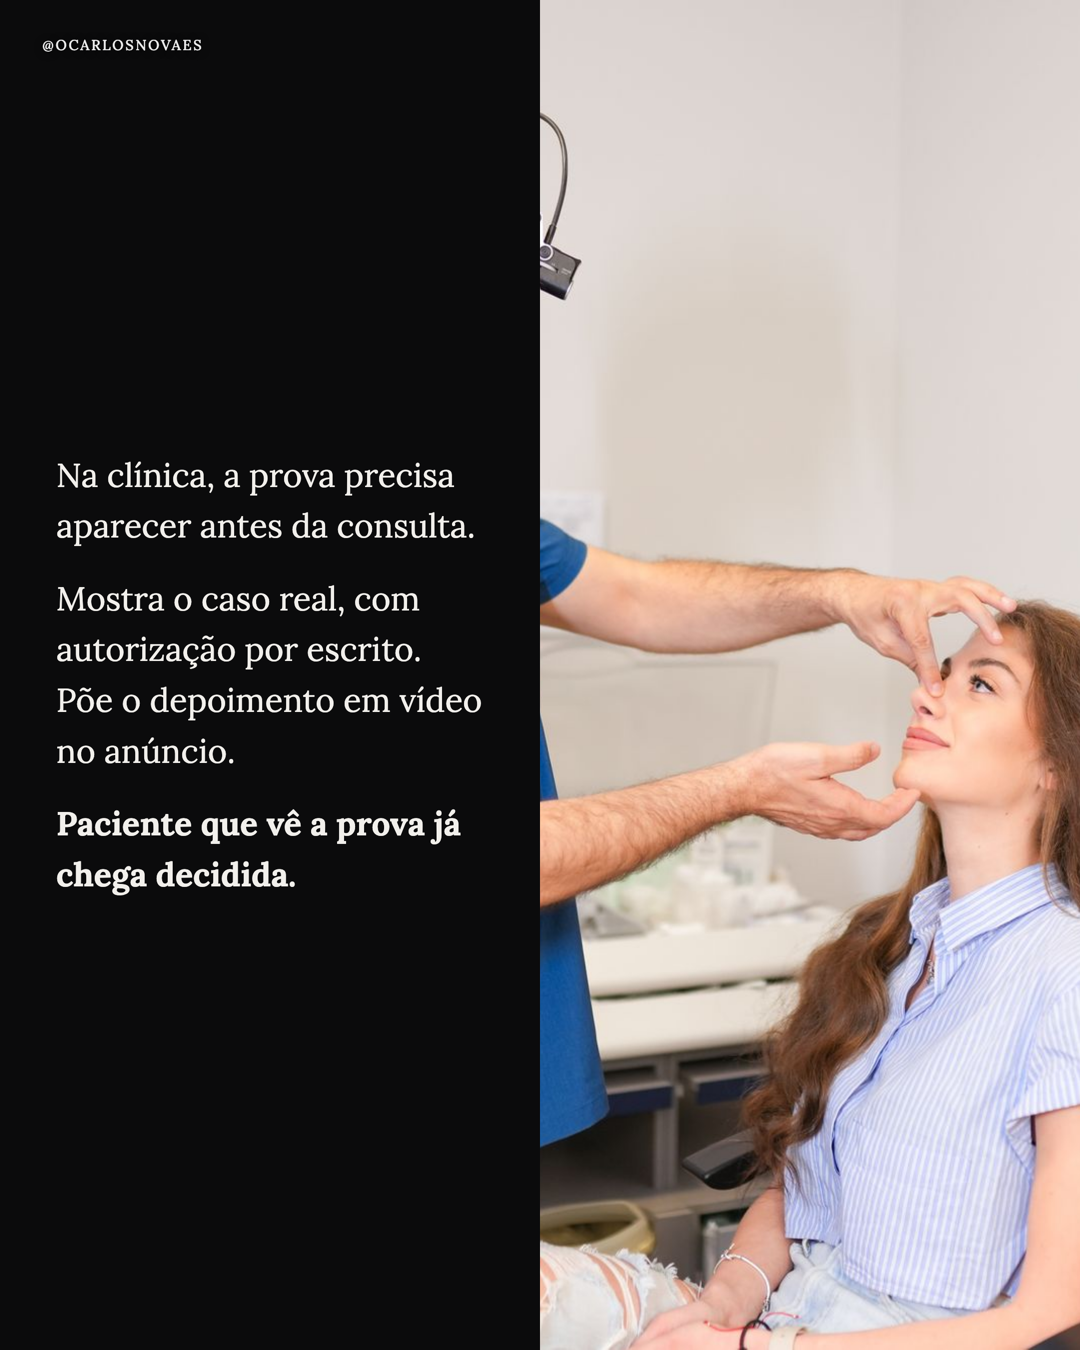 @OCARLOSNOVAES
Na clínica, a prova precisa
aparecer antes da consulta.
Mostra o caso real, com
autorização por escrito.
Põe o depoimento em vídeo
no anúncio.
Paciente que vê a prova já
chega decidida.